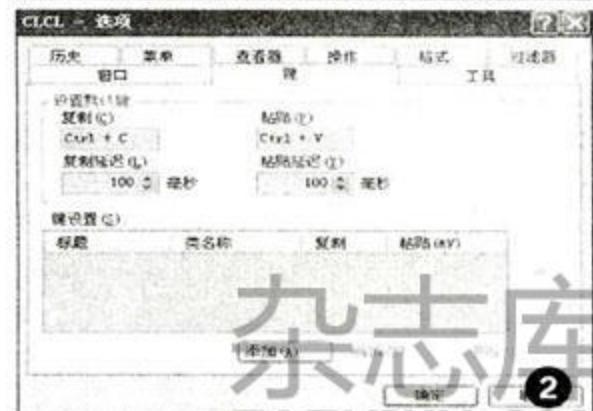 CLCL - 选项
历史 菜单 查看器 操作 格式 过滤器
窗口 键 工具
设置默认键
复制(C) 粘贴(P)
Ctrl + C Ctrl + V
复制延迟(L) 粘贴延迟(T)
100 毫秒 100 毫秒
键设置(S)
标题 类名称 复制 粘贴
添加(A)
确定
2
杂志库